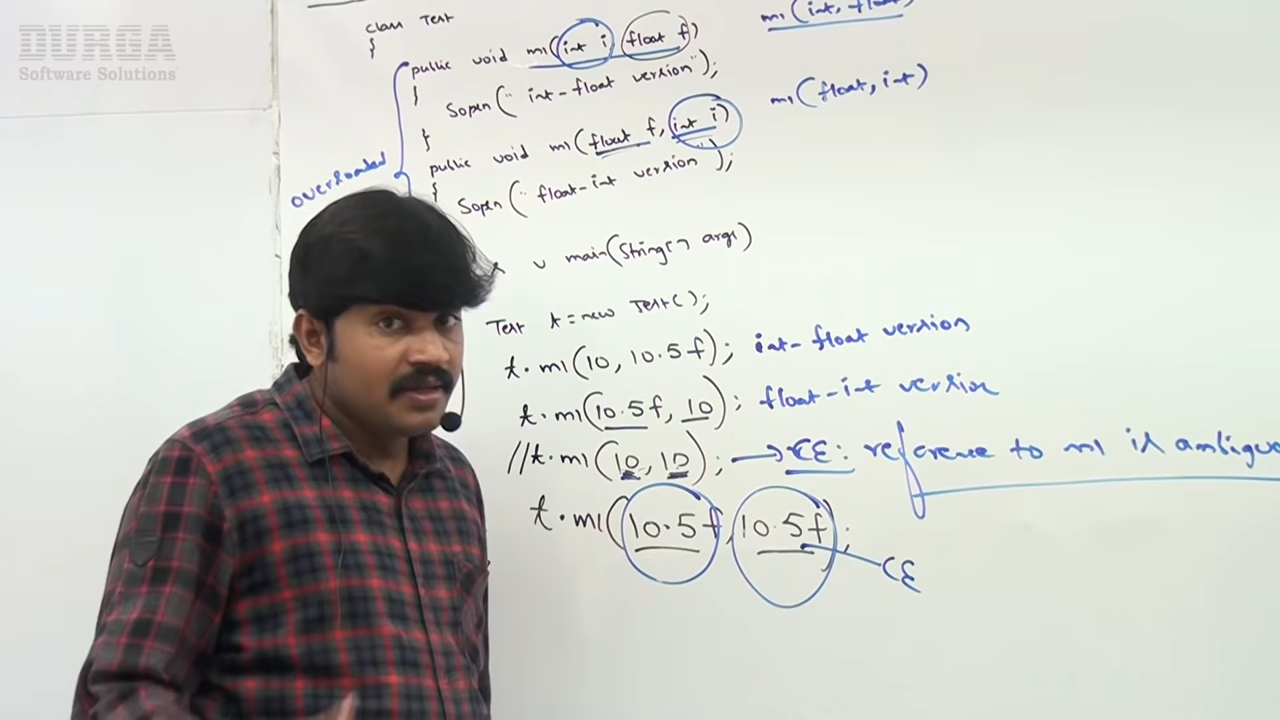 DURGA
Software Solutions
class Test
{
public void m1(int i, float f)
{
Sopln("int-float version");
}
public void m1(float f, int i)
{
Sopln("float-int version");
overloaded
m1(int, float)
m1(float, int)
v main(String[] args)
Test t=new Test();
t.m1(10, 10.5f); int-float version
t.m1(10.5f, 10); float-int version
//t.m1(10, 10); → CE: reference to m1 is
t.m1(10.5f, 10.5f);
CE